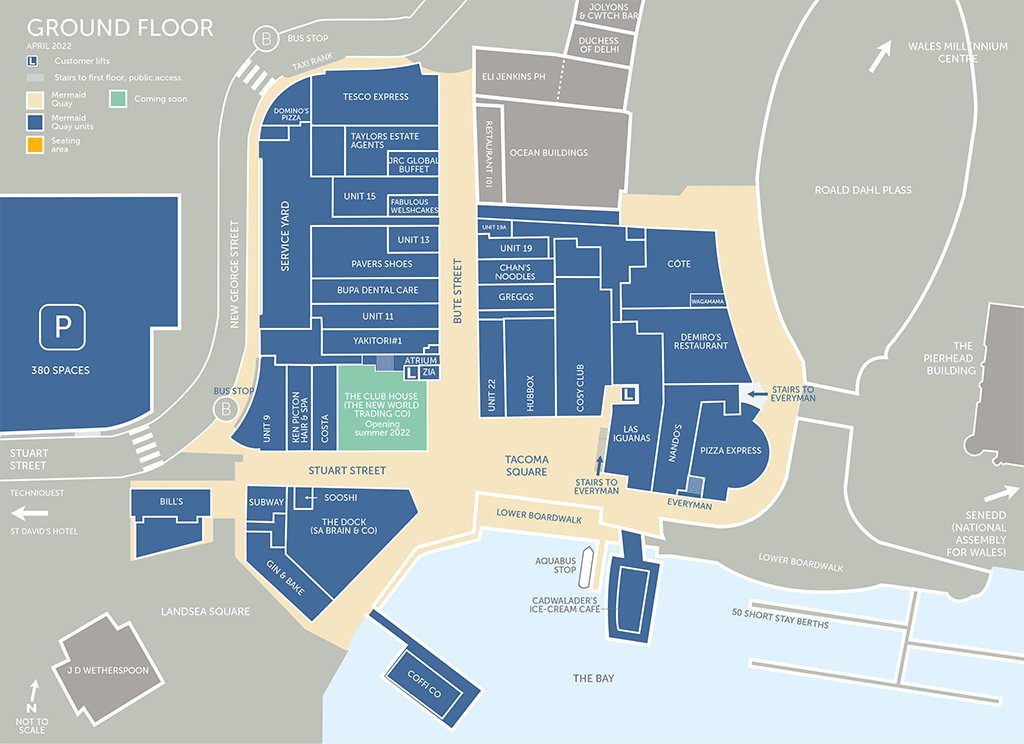 GROUND FLOOR
APRIL 2022
L
Customer lifts
Stairs to first floor, public access
Mermaid
Quay
Coming soon
Mermaid
Quay units
Seating
area
B
BUS STOP
TAXI RANK
JOLYONS
& CWTCH BAR
DUCHESS
OF DELHI
ELI JENKINS PH
RESTAURANT 101
OCEAN BUILDINGS
WALES MILLENNIUM
CENTRE
ROALD DAHL PLASS
TESCO EXPRESS
DOMINO'S
PIZZA
TAYLORS ESTATE
AGENTS
JRC GLOBAL
BUFFET
UNIT 15
FABULOUS
WELSHCAKES
UNIT 13
PAVERS SHOES
BUPA DENTAL CARE
UNIT 11
YAKITORI#1
ATRIUM
L
ZIA
SERVICE YARD
NEW GEORGE STREET
BUTE STREET
UNIT 19A
UNIT 19
CHAN'S
NOODLES
GREGGS
UNIT 22
HUBBOX
COSY CLUB
CÔTE
WAGAMAMA
DEMIRO'S
RESTAURANT
THE
PIERHEAD
BUILDING
P
380 SPACES
BUS STOP
B
UNIT 9
KEN PICTON
HAIR & SPA
COSTA
THE CLUB HOUSE
(THE NEW WORLD
TRADING CO)
Opening
summer 2022
L
LAS
IGUANAS
NANDO'S
PIZZA EXPRESS
STAIRS TO
EVERYMAN
STUART
STREET
STUART STREET
TACOMA
SQUARE
STAIRS TO
EVERYMAN
EVERYMAN
TECHNIQUEST
ST DAVID'S HOTEL
BILL'S
SUBWAY
SOOSHI
THE DOCK
(SA BRAIN & CO)
GIN & BAKE
LOWER BOARDWALK
SENEDD
(NATIONAL
ASSEMBLY
FOR WALES)
LOWER BOARDWALK
AQUABUS
STOP
CADWALADER'S
ICE-CREAM CAFÉ
50 SHORT STAY BERTHS
LANDSEA SQUARE
J D WETHERSPOON
COFFI CO
THE BAY
N
NOT TO
SCALE